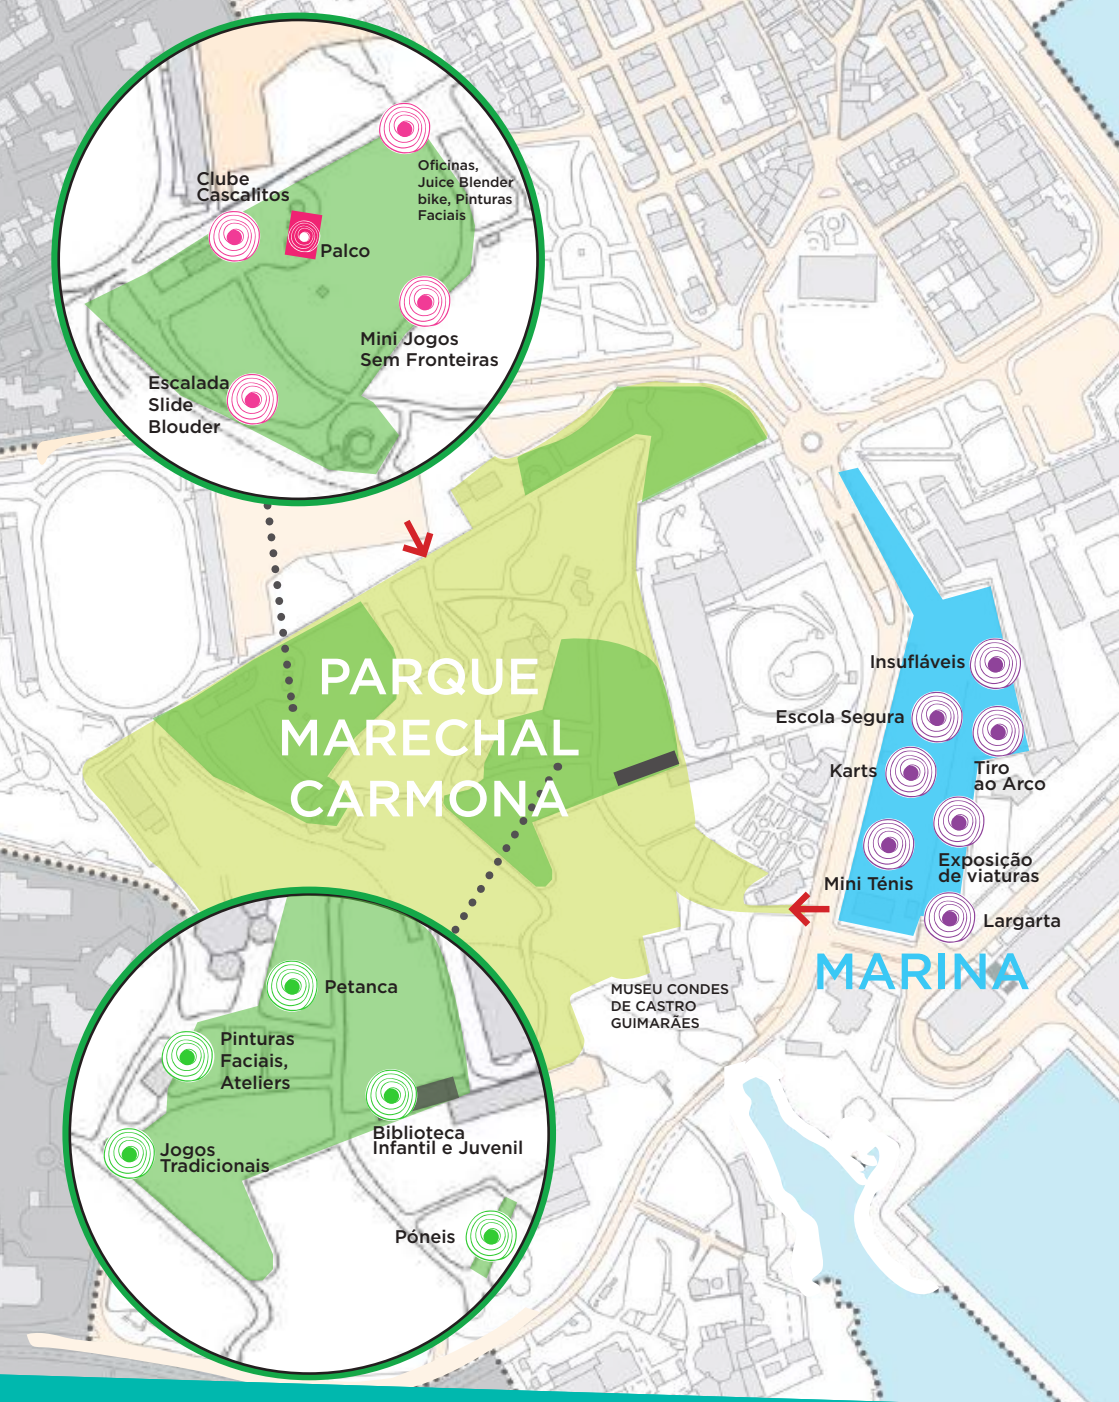 Oficinas,
Juice Blender
bike, Pinturas
Faciais
Clube
Cascalitos
Palco
Mini Jogos
Sem Fronteiras
Escalada
Slide
Blouder
PARQUE
MARECHAL
CARMONA
Insufláveis
Escola Segura
Karts
Tiro
ao Arco
Mini Ténis
Exposição
de viaturas
Largarta
MARINA
MUSEU CONDES
DE CASTRO
GUIMARÃES
Petanca
Pinturas
Faciais,
Ateliers
Biblioteca
Infantil e Juvenil
Jogos
Tradicionais
Póneis